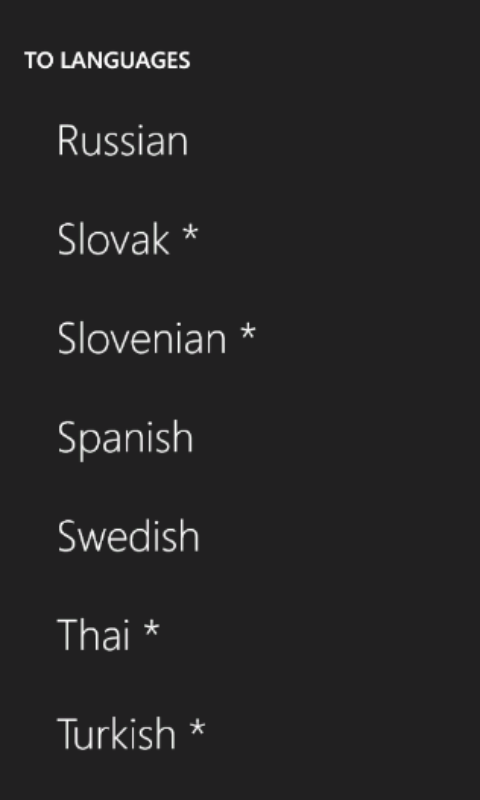 TO LANGUAGES
Russian
Slovak *
Slovenian *
Spanish
Swedish
Thai *
Turkish *